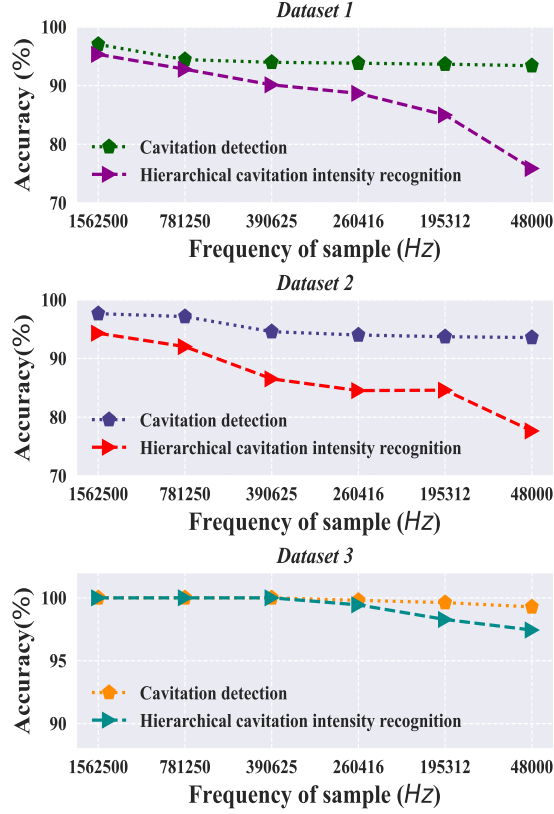 Dataset 1
Accuracy (%)
100
90
80
70
Cavitation detection
Hierarchical cavitation intensity recognition
1562500 781250 390625 260416 195312 48000
Frequency of sample (Hz)
Dataset 2
Accuracy(%)
100
90
80
70
Cavitation detection
Hierarchical cavitation intensity recognition
1562500 781250 390625 260416 195312 48000
Frequency of sample (Hz)
Dataset 3
Accuracy(%)
100
95
90
Cavitation detection
Hierarchical cavitation intensity recognition
1562500 781250 390625 260416 195312 48000
Frequency of sample (Hz)